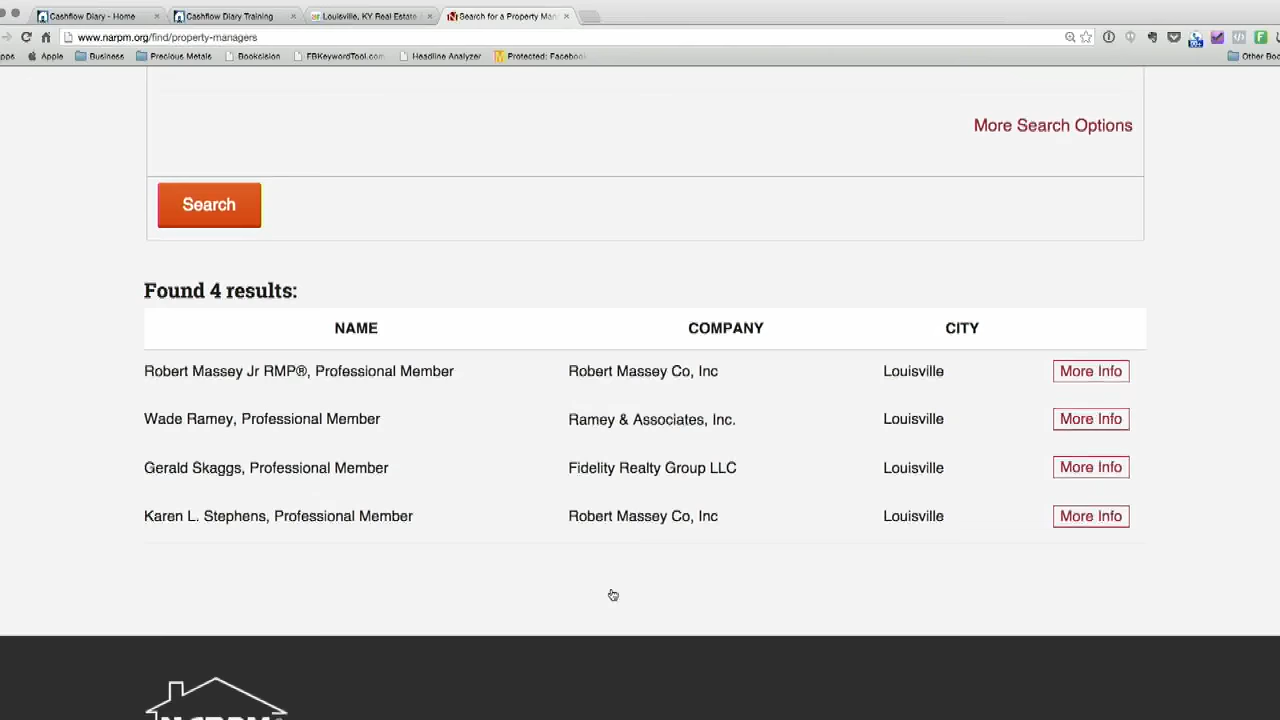 Cashflow Diary - Home
Cashflow Diary Training
Louisville, KY Real Estate
Search for a Property Man
www.narpm.org/find/property-managers
pps
Apple
Business
Precious Metals
Bookcision
FBKeywordTool.com
Headline Analyzer
Protected: Facebook
Other Boo
More Search Options
Search
Found 4 results:
NAME COMPANY CITY
Robert Massey Jr RMP®, Professional Member Robert Massey Co, Inc Louisville More Info
Wade Ramey, Professional Member Ramey & Associates, Inc. Louisville More Info
Gerald Skaggs, Professional Member Fidelity Realty Group LLC Louisville More Info
Karen L. Stephens, Professional Member Robert Massey Co, Inc Louisville More Info